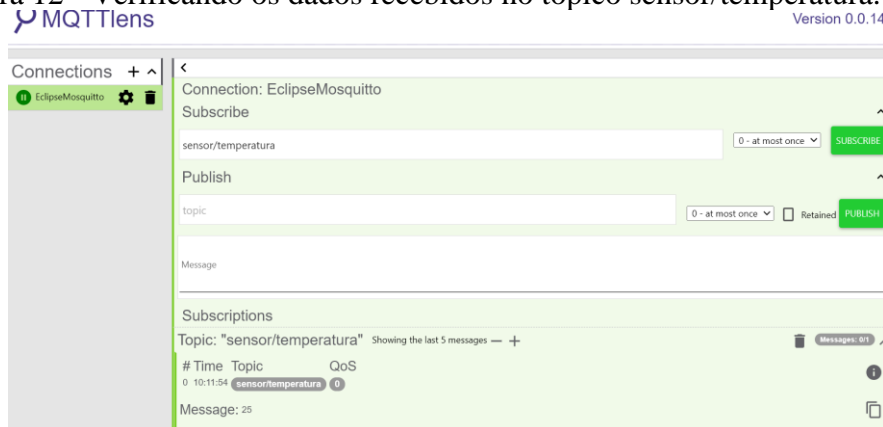 ra 12 - Verificando os dados recebidos no tópico sensor/temperatura.
MQTTlens
Version 0.0.14
Connections + ^
<
EclipseMosquitto
Connection: EclipseMosquitto
Subscribe
sensor/temperatura
0 - at most once
SUBSCRIBE
Publish
topic
0 - at most once
Retained
PUBLISH
Message
Subscriptions
Topic: "sensor/temperatura" Showing the last 5 messages — +
Messages: 0/1
# Time Topic QoS
0 10:11:54 sensor/temperatura 0
Message: 25